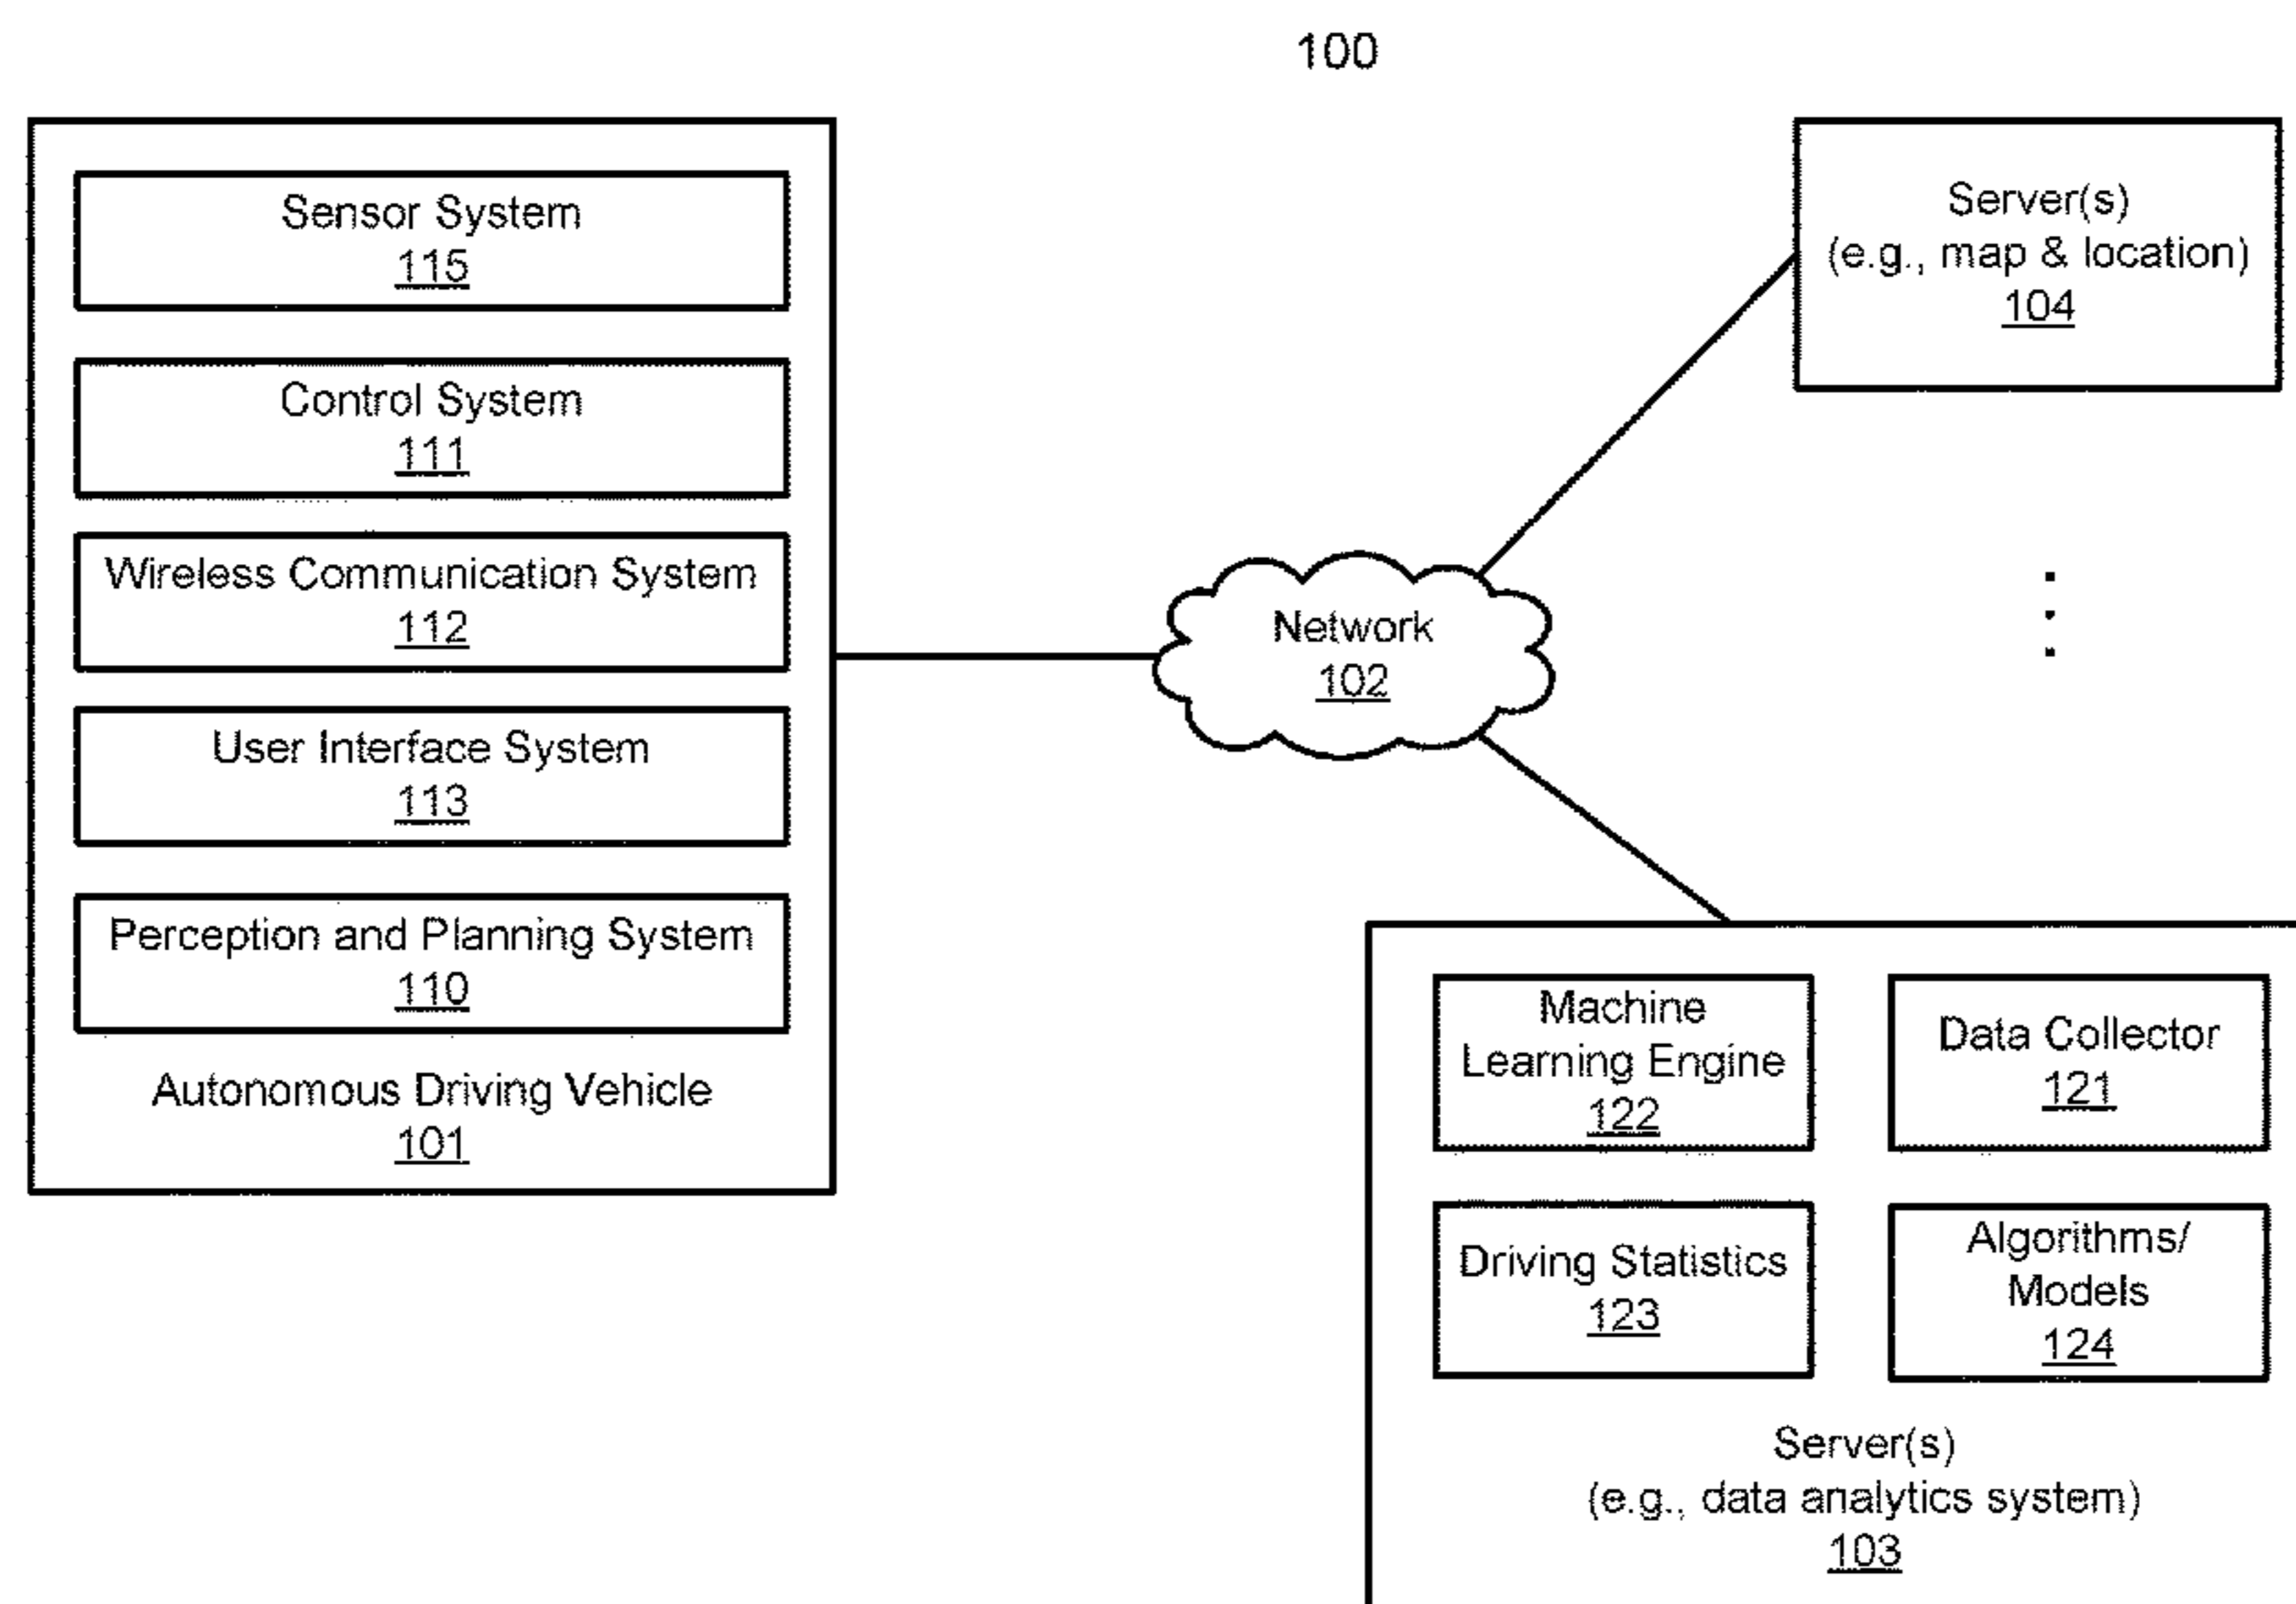 100
Sensor System
115
Control System
111
Wireless Communication System
112
User Interface System
113
Perception and Planning System
110
Autonomous Driving Vehicle
101
Network
102
Server(s)
(e.g., map & location)
104
Machine
Learning Engine
122
Data Collector
121
Driving Statistics
123
Algorithms/
Models
124
Server(s)
(e.g., data analytics system)
103